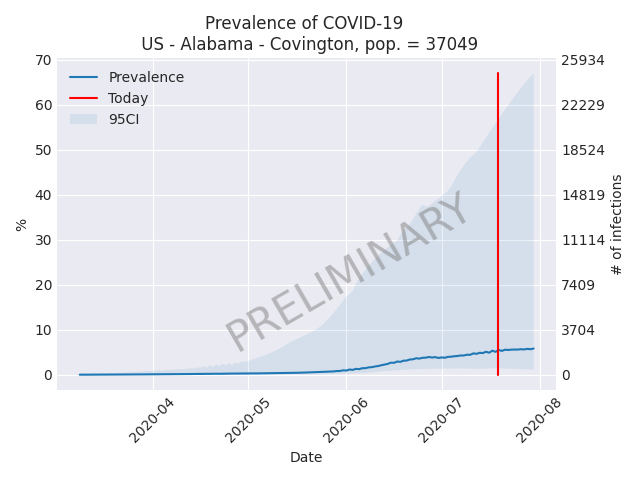 Prevalence of COVID-19
US - Alabama - Covington, pop. = 37049
70
60
50
40
30
20
10
0
%
Prevalence
Today
95CI
PRELIMINARY
25934
22229
18524
14819
11114
7409
3704
0
# of infections
2020-04
2020-05
2020-06
2020-07
2020-08
Date